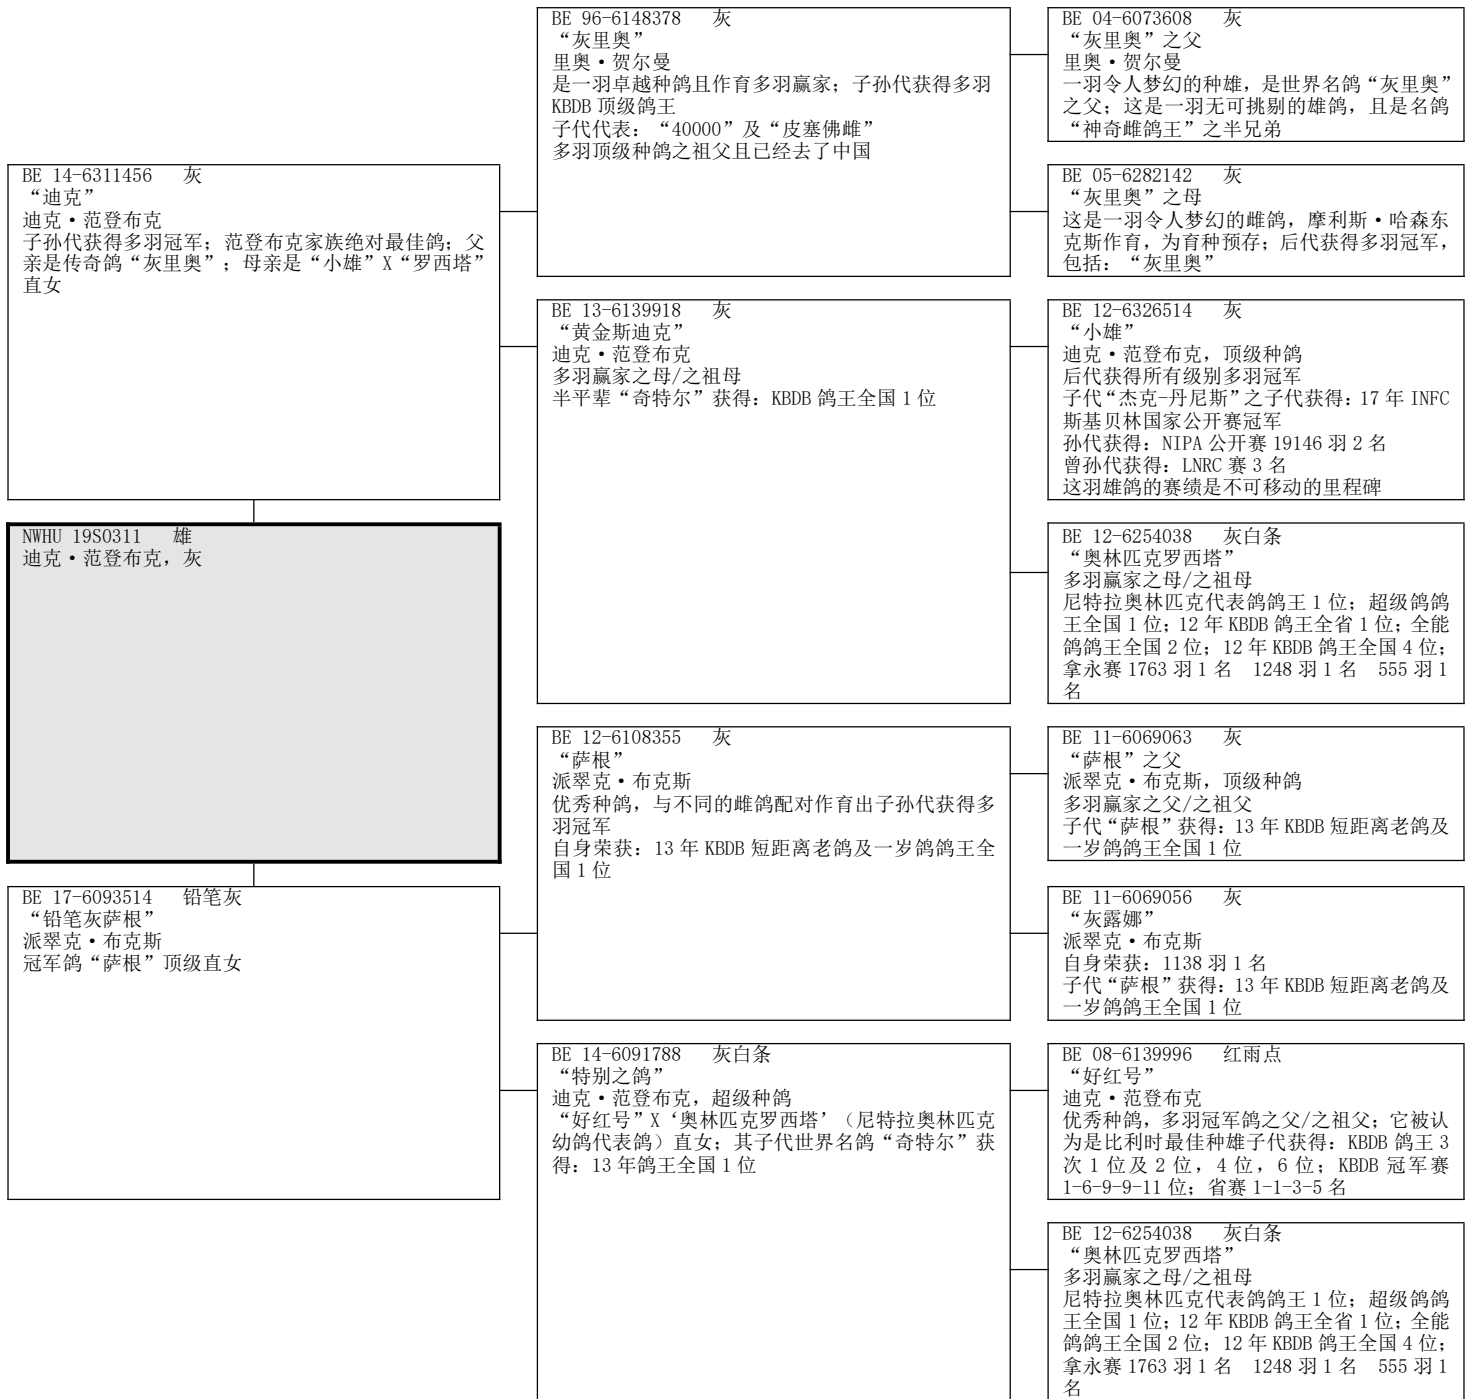 BE 14-6311456 灰
“迪克”
迪克·范登布克
子孙代获得多羽冠军；范登布克家族绝对最佳鸽；父
亲是传奇鸽“灰里奥”；母亲是“小雄”X“罗西塔”
直女
NWHU 19S0311 雄
迪克·范登布克，灰
BE 17-6093514 铅笔灰
“铅笔灰萨根”
派翠克·布克斯
冠军鸽“萨根”顶级直女
BE 96-6148378 灰
“灰里奥”
里奥·贺尔曼
是一羽卓越种鸽且作育多羽赢家；子孙代获得多羽
KBDB 顶级鸽王
子代代表：“40000”及“皮塞佛雌”
多羽顶级种鸽之祖父且已经去了中国
BE 13-6139918 灰
“黄金斯迪克”
迪克·范登布克
多羽赢家之母/之祖母
半平辈“奇特尔”获得：KBDB 鸽王全国 1 位
BE 12-6108355 灰
“萨根”
派翠克·布克斯
优秀种鸽，与不同的雌鸽配对作育出子孙代获得多
羽冠军
自身荣获：13 年 KBDB 短距离老鸽及一岁鸽鸽王全
国 1 位
BE 14-6091788 灰白条
“特别之鸽”
迪克·范登布克，超级种鸽
“好红号”X‘奥林匹克罗西塔’（尼特拉奥林匹克
幼鸽代表鸽）直女；其子代世界名鸽“奇特尔”获
得：13 年鸽王全国 1 位
BE 04-6073608 灰
“灰里奥”之父
里奥·贺尔曼
一羽令人梦幻的种雄，是世界名鸽“灰里奥”
之父；这是一羽无可挑剔的雄鸽，且是名鸽
“神奇雌鸽王”之半兄弟
BE 05-6282142 灰
“灰里奥”之母
这是一羽令人梦幻的雌鸽，摩利斯·哈森东
克斯作育，为育种预存；后代获得多羽冠军，
包括：“灰里奥”
BE 12-6326514 灰
“小雄”
迪克·范登布克，顶级种鸽
后代获得所有级别多羽冠军
子代“杰克-丹尼斯”之子代获得：17 年 INFC
斯基贝林国家公开赛冠军
孙代获得：NIPA 公开赛 19146 羽 2 名
曾孙代获得：LNRC 赛 3 名
这羽雄鸽的赛绩是不可移动的里程碑
BE 12-6254038 灰白条
“奥林匹克罗西塔”
多羽赢家之母/之祖母
尼特拉奥林匹克代表鸽鸽王 1 位；超级鸽鸽
王全国 1 位；12 年 KBDB 鸽王全省 1 位；全能
鸽鸽王全国 2 位；12 年 KBDB 鸽王全国 4 位；
拿永赛 1763 羽 1 名 1248 羽 1 名 555 羽 1
名
BE 11-6069063 灰
“萨根”之父
派翠克·布克斯，顶级种鸽
多羽赢家之父/之祖父
子代“萨根”获得：13 年 KBDB 短距离老鸽及
一岁鸽鸽王全国 1 位
BE 11-6069056 灰
“灰露娜”
派翠克·布克斯
自身荣获：1138 羽 1 名
子代“萨根”获得：13 年 KBDB 短距离老鸽及
一岁鸽鸽王全国 1 位
BE 08-6139996 红雨点
“好红号”
迪克·范登布克
优秀种鸽，多羽冠军鸽之父/之祖父；它被认
为是比利时最佳种雄子代获得：KBDB 鸽王 3
次 1 位及 2 位，4 位，6 位；KBDB 冠军赛
1-6-9-9-11 位；省赛 1-1-3-5 名
BE 12-6254038 灰白条
“奥林匹克罗西塔”
多羽赢家之母/之祖母
尼特拉奥林匹克代表鸽鸽王 1 位；超级鸽鸽
王全国 1 位；12 年 KBDB 鸽王全省 1 位；全能
鸽鸽王全国 2 位；12 年 KBDB 鸽王全国 4 位；
拿永赛 1763 羽 1 名 1248 羽 1 名 555 羽 1
名